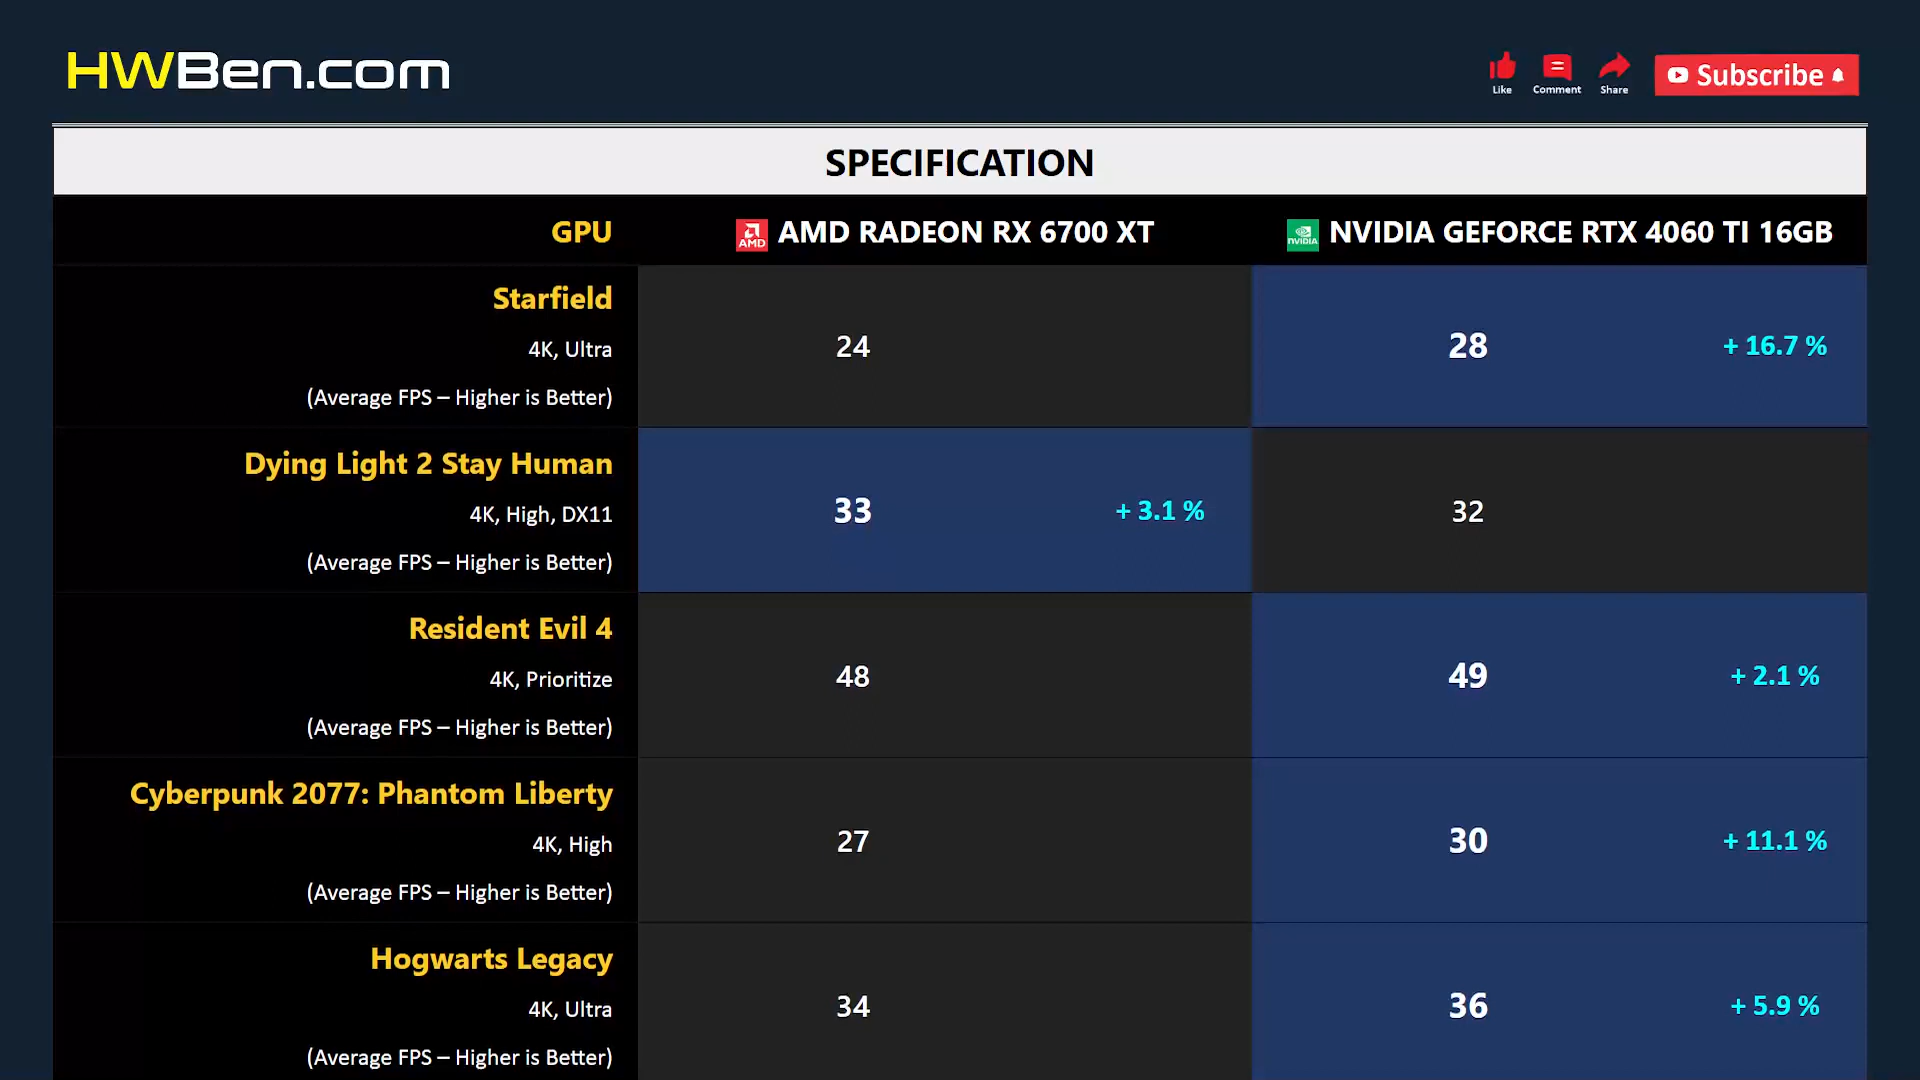 HWBen.com
Like
Comment
Share
Subscribe
SPECIFICATION
GPU
AMD
AMD RADEON RX 6700 XT
NVIDIA
NVIDIA GEFORCE RTX 4060 TI 16GB
Starfield
4K, Ultra
(Average FPS – Higher is Better)
24
28
+ 16.7 %
Dying Light 2 Stay Human
4K, High, DX11
(Average FPS – Higher is Better)
33
+ 3.1 %
32
Resident Evil 4
4K, Prioritize
(Average FPS – Higher is Better)
48
49
+ 2.1 %
Cyberpunk 2077: Phantom Liberty
4K, High
(Average FPS – Higher is Better)
27
30
+ 11.1 %
Hogwarts Legacy
4K, Ultra
(Average FPS – Higher is Better)
34
36
+ 5.9 %